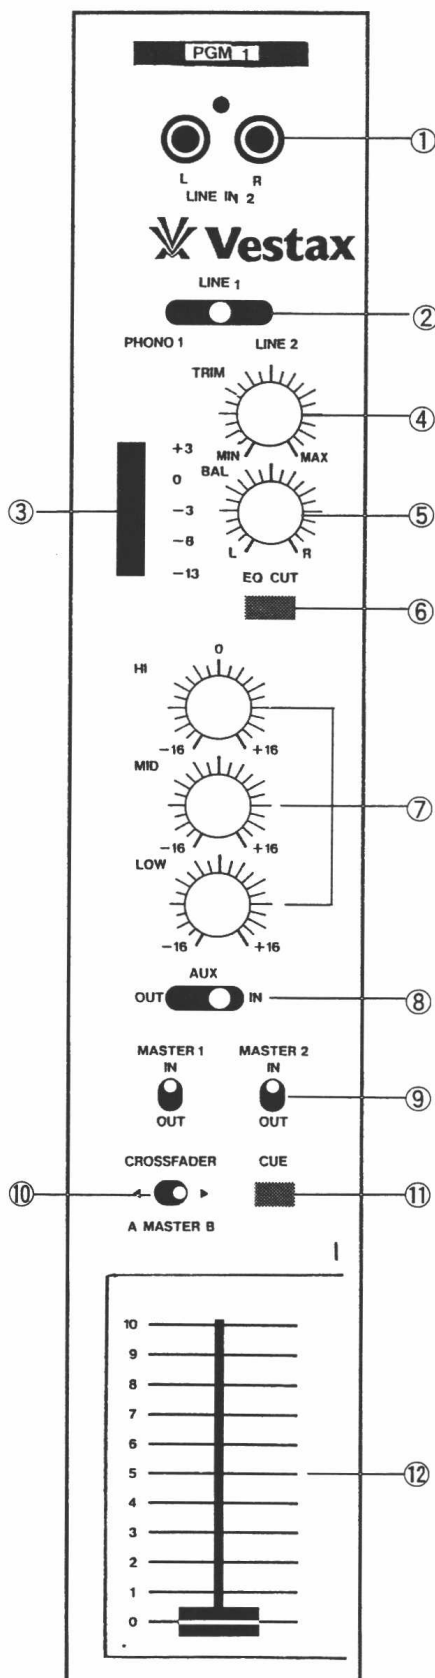 PGM 1
①
L R
LINE IN 2
Vestax
LINE 1
②
PHONO 1 LINE 2
TRIM
④
MIN MAX
+3
0 BAL
③ -3 ⑤
-8
L R
-13 EQ CUT
⑥
0
HI
-16 +16
MID
⑦
-16 +16
LOW
-16 +16
AUX
OUT IN ⑧
MASTER 1 MASTER 2
IN IN
⑨
OUT OUT
CROSSFADER CUE
⑩ ⑪
A MASTER B
10
9
8
7
6
5 ⑫
4
3
2
1
0